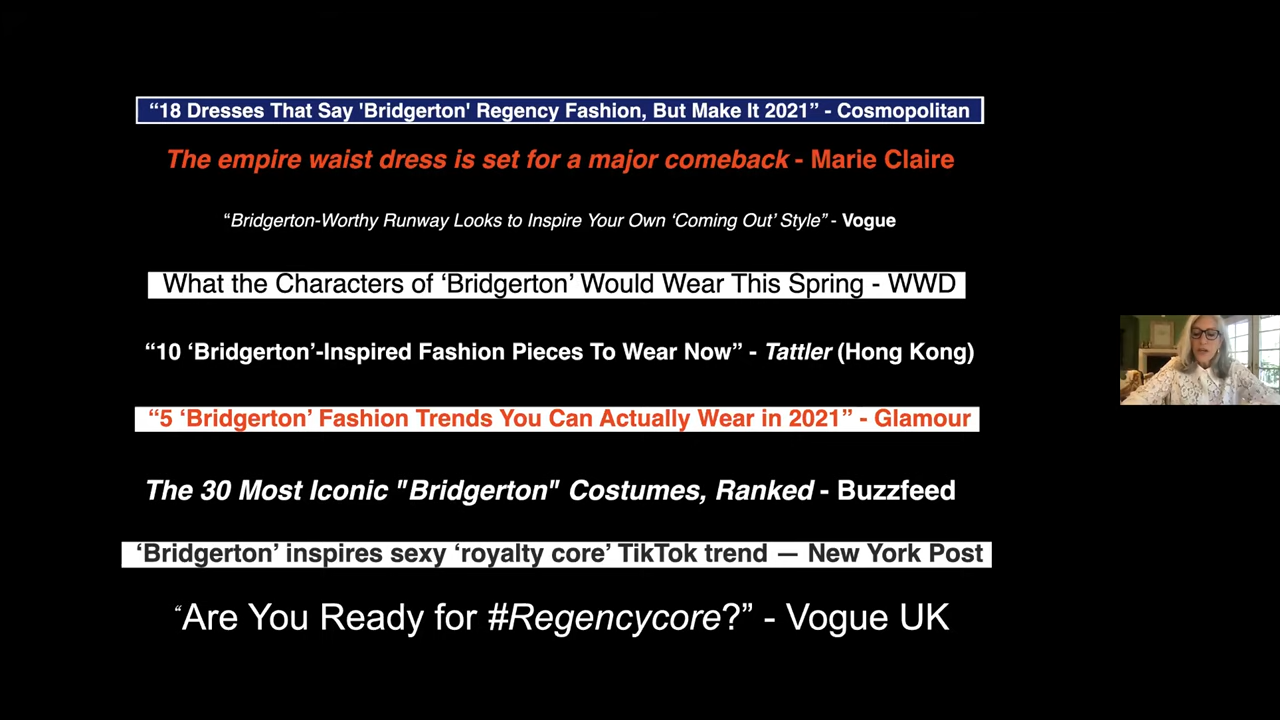 “18 Dresses That Say 'Bridgerton' Regency Fashion, But Make It 2021” - Cosmopolitan
The empire waist dress is set for a major comeback - Marie Claire
“Bridgerton-Worthy Runway Looks to Inspire Your Own ‘Coming Out’ Style” - Vogue
What the Characters of ‘Bridgerton’ Would Wear This Spring - WWD
“10 ‘Bridgerton’-Inspired Fashion Pieces To Wear Now” - Tattler (Hong Kong)
“5 ‘Bridgerton’ Fashion Trends You Can Actually Wear in 2021” - Glamour
The 30 Most Iconic "Bridgerton" Costumes, Ranked - Buzzfeed
‘Bridgerton’ inspires sexy ‘royalty core’ TikTok trend — New York Post
“Are You Ready for #Regencycore?” - Vogue UK